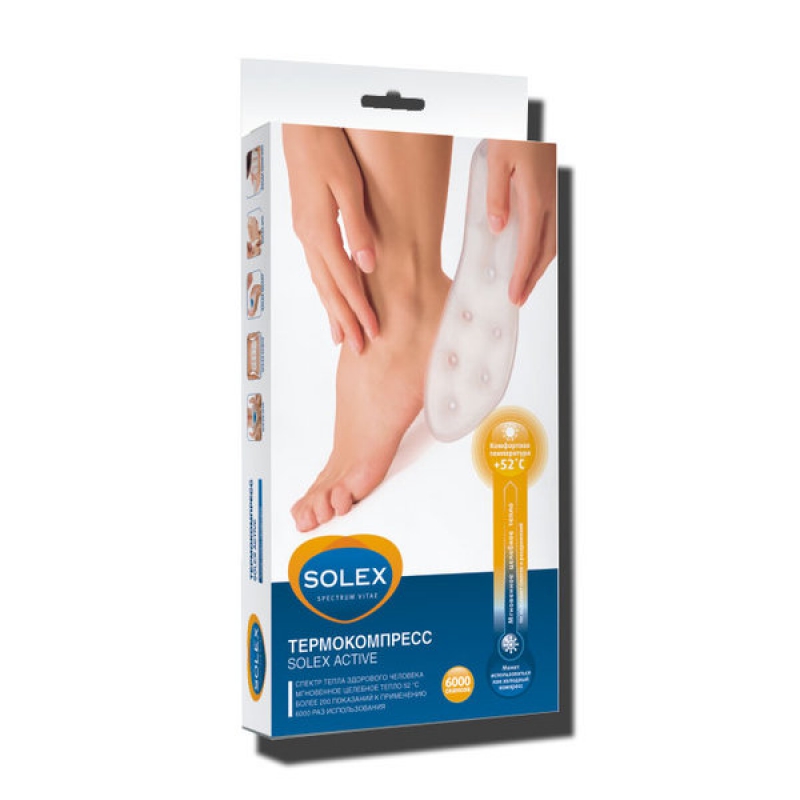 Комфортная
температура
+52°C
Мгновенное целебное тепло
SOLEX
SPECTRUM VITAE
ТЕРМОКОМПРЕСС
SOLEX ACTIVE
СПЕКТР ТЕПЛА ЗДОРОВОГО ЧЕЛОВЕКА
МГНОВЕННОЕ ЦЕЛЕБНОЕ ТЕПЛО 52 °C
БОЛЕЕ 200 ПОКАЗАНИЙ К ПРИМЕНЕНИЮ
6000 РАЗ ИСПОЛЬЗОВАНИЯ
6000
Может
использоваться
как холодный
компресс
ТЕРМОКОМПРЕСС
SOLEX ACTIVE
SOLEX